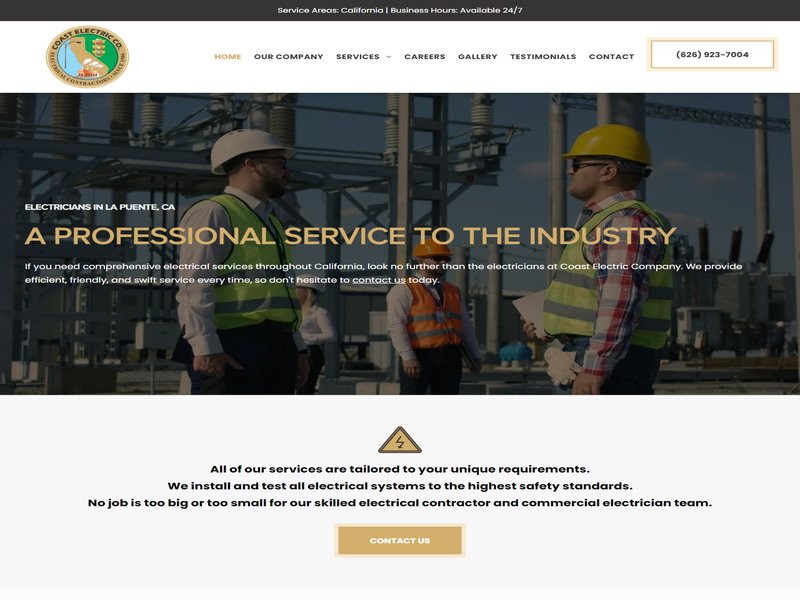 Service Areas: California | Business Hours: Available 24/7
COAST ELECTRIC CO.
ELECTRICAL CONTRACTORS
HOME OUR COMPANY SERVICES CAREERS GALLERY TESTIMONIALS CONTACT
(626) 923-7004
ELECTRICIANS IN LA PUENTE, CA
A PROFESSIONAL SERVICE TO THE INDUSTRY
If you need comprehensive electrical services throughout California, look no further than the electricians at Coast Electric Company. We provide
efficient, friendly, and swift service every time, so don't hesitate to contact us today.
All of our services are tailored to your unique requirements.
We install and test all electrical systems to the highest safety standards.
No job is too big or too small for our skilled electrical contractor and commercial electrician team.
CONTACT US